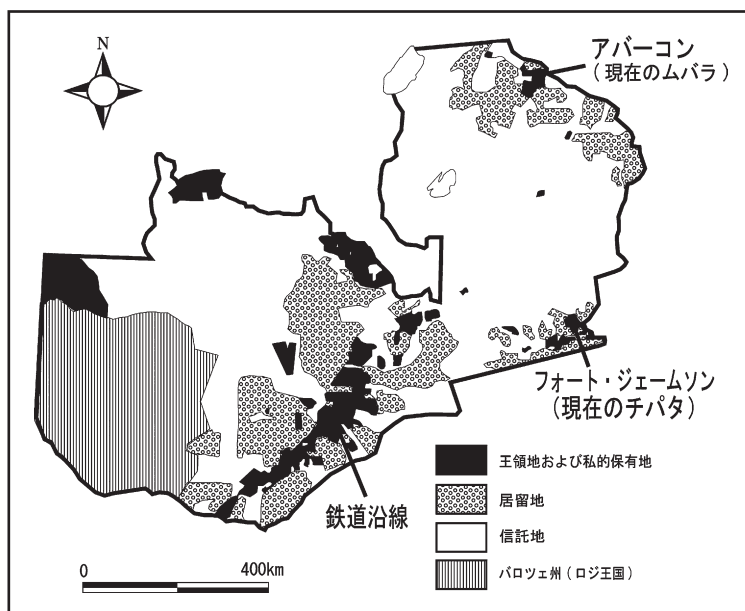 N
アバーコン
(現在のムバラ)
フォート・ジェームソン
(現在のチパタ)
鉄道沿線
王領地および私的保有地
居留地
信託地
バロツェ州(ロジ王国)
0 400km